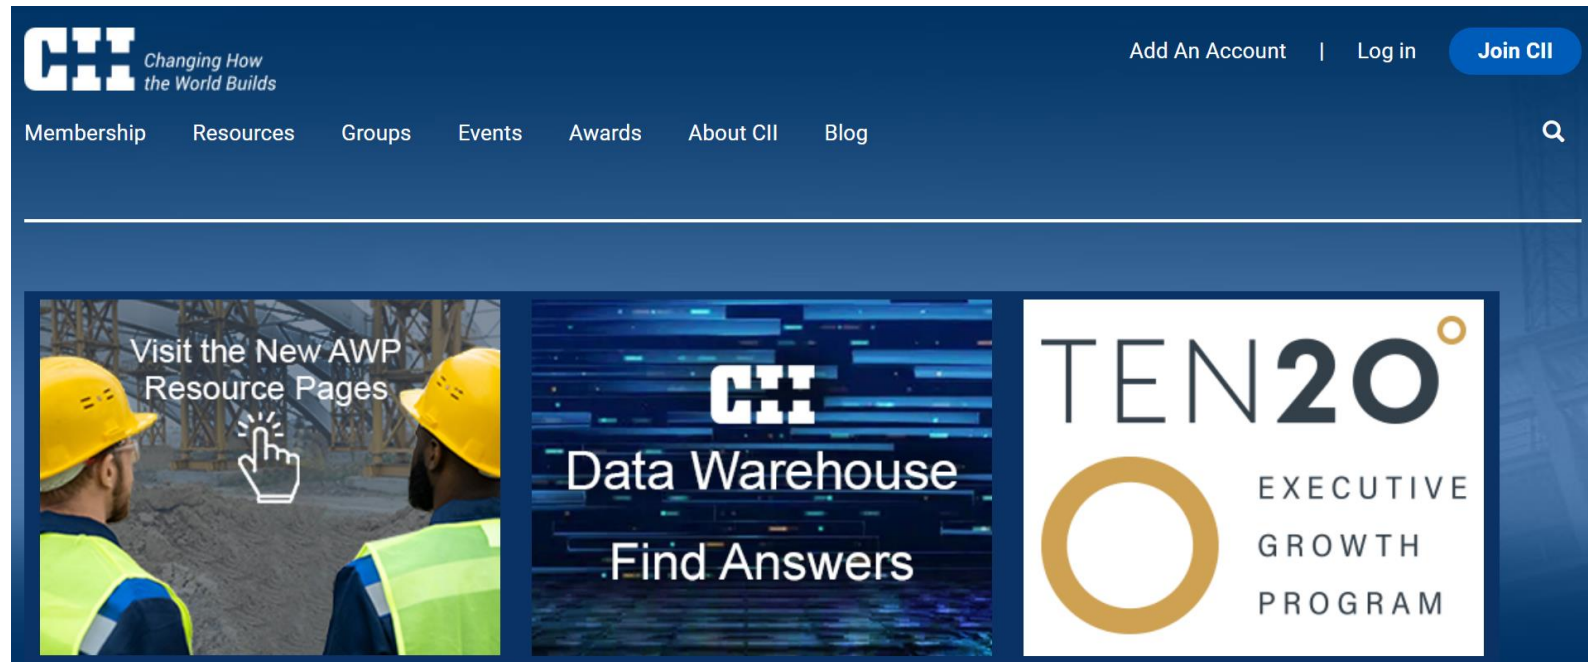 CII Changing How
the World Builds
Add An Account | Log in Join CII
Membership Resources Groups Events Awards About CII Blog
Visit the New AWP
Resource Pages
CII
Data Warehouse
Find Answers
TEN20
EXECUTIVE
GROWTH
PROGRAM